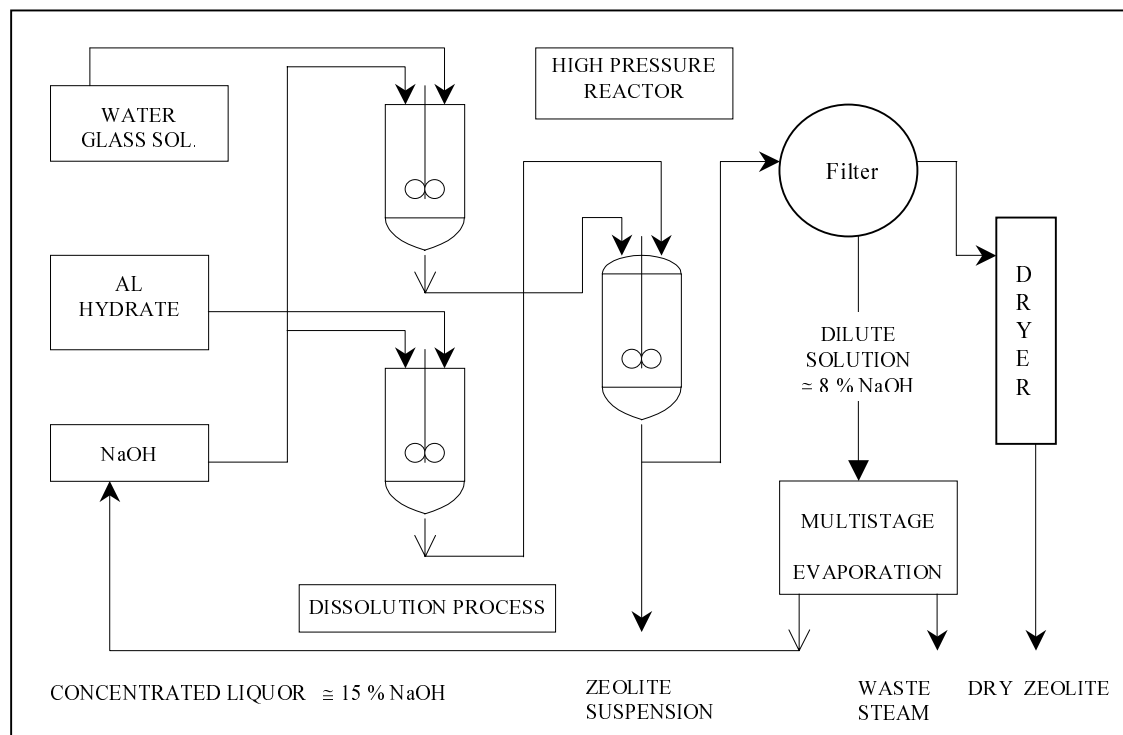 HIGH PRESSURE
REACTOR
WATER
GLASS SOL.
Filter
AL
HYDRATE
D
R
Y
E
R
DILUTE
SOLUTION
≅ 8 % NaOH
NaOH
MULTISTAGE
EVAPORATION
DISSOLUTION PROCESS
CONCENTRATED LIQUOR ≅ 15 % NaOH
ZEOLITE
SUSPENSION
WASTE
STEAM
DRY ZEOLITE